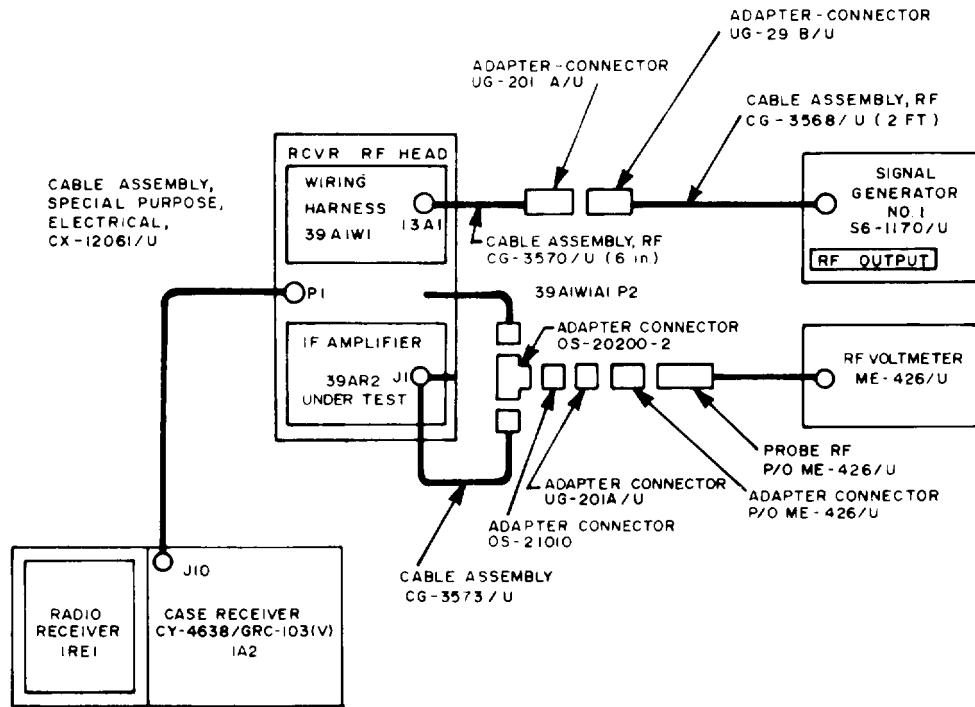 ADAPTER-CONNECTOR
UG-29 B/U
ADAPTER-CONNECTOR
UG-201 A/U
CABLE ASSEMBLY, RF
CG-3568/U (2 FT)
CABLE ASSEMBLY,
SPECIAL PURPOSE,
ELECTRICAL,
CX-12061/U
RCVR RF HEAD
WIRING
HARNESS
39A1W1
13A1
CABLE ASSEMBLY, RF
CG-3570/U (6 in)
SIGNAL
GENERATOR
NO. 1
S6-1170/U
RF OUTPUT
P1
39A1W1A1 P2
IF AMPLIFIER
39AR2
UNDER TEST
J1
ADAPTER CONNECTOR
OS-20200-2
RF VOLTMETER
ME-426/U
PROBE RF
P/O ME-426/U
ADAPTER CONNECTOR
P/O ME-426/U
ADAPTER CONNECTOR
UG-201A/U
ADAPTER CONNECTOR
OS-21010
CABLE ASSEMBLY
CG-3573/U
J10
RADIO
RECEIVER
1RE1
CASE RECEIVER
CY-4638/GRC-103(V)
1A2